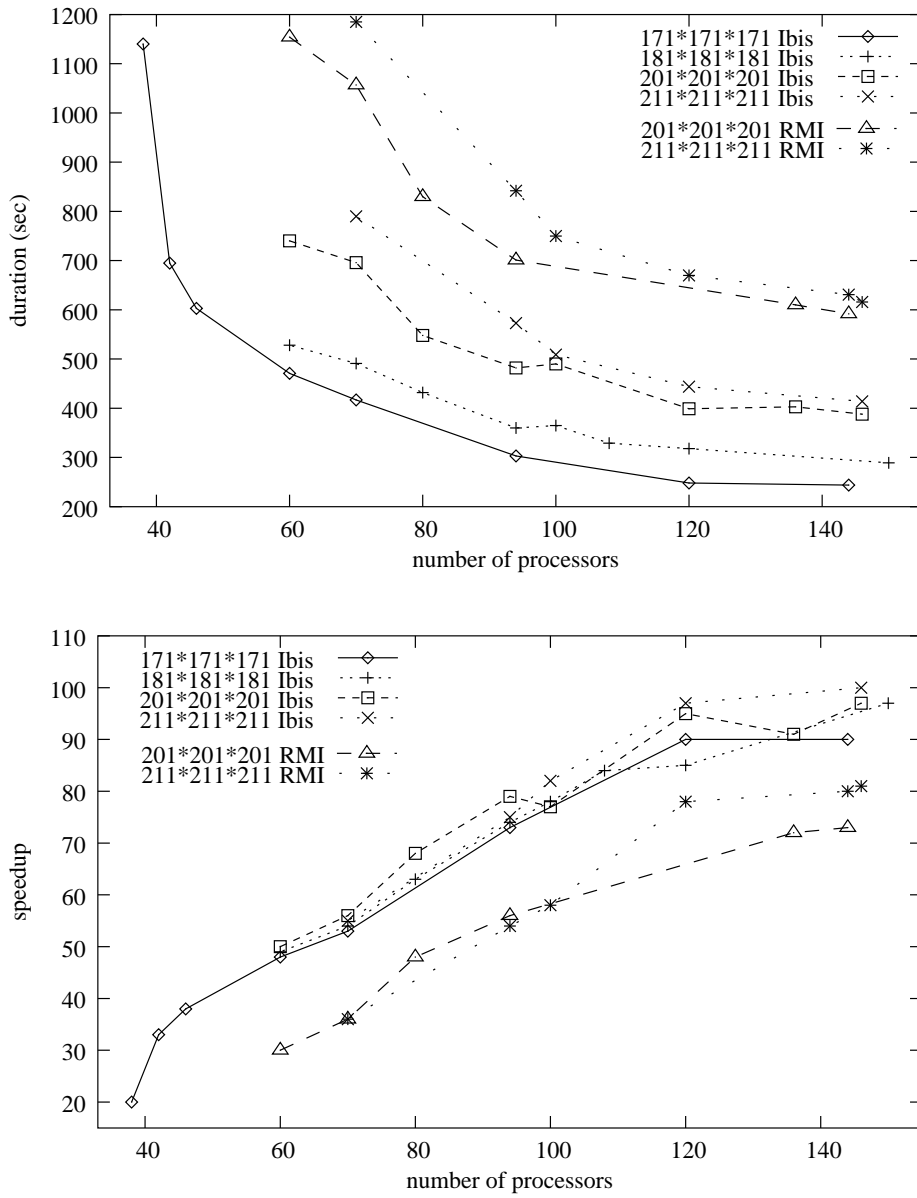 1200
1100
1000
900
800
700
600
500
400
300
200
duration (sec)
171*171*171 Ibis
181*181*181 Ibis
201*201*201 Ibis
211*211*211 Ibis
201*201*201 RMI
211*211*211 RMI
40 60 80 100 120 140
number of processors
110
100
90
80
70
60
50
40
30
20
speedup
171*171*171 Ibis
181*181*181 Ibis
201*201*201 Ibis
211*211*211 Ibis
201*201*201 RMI
211*211*211 RMI
40 60 80 100 120 140
number of processors